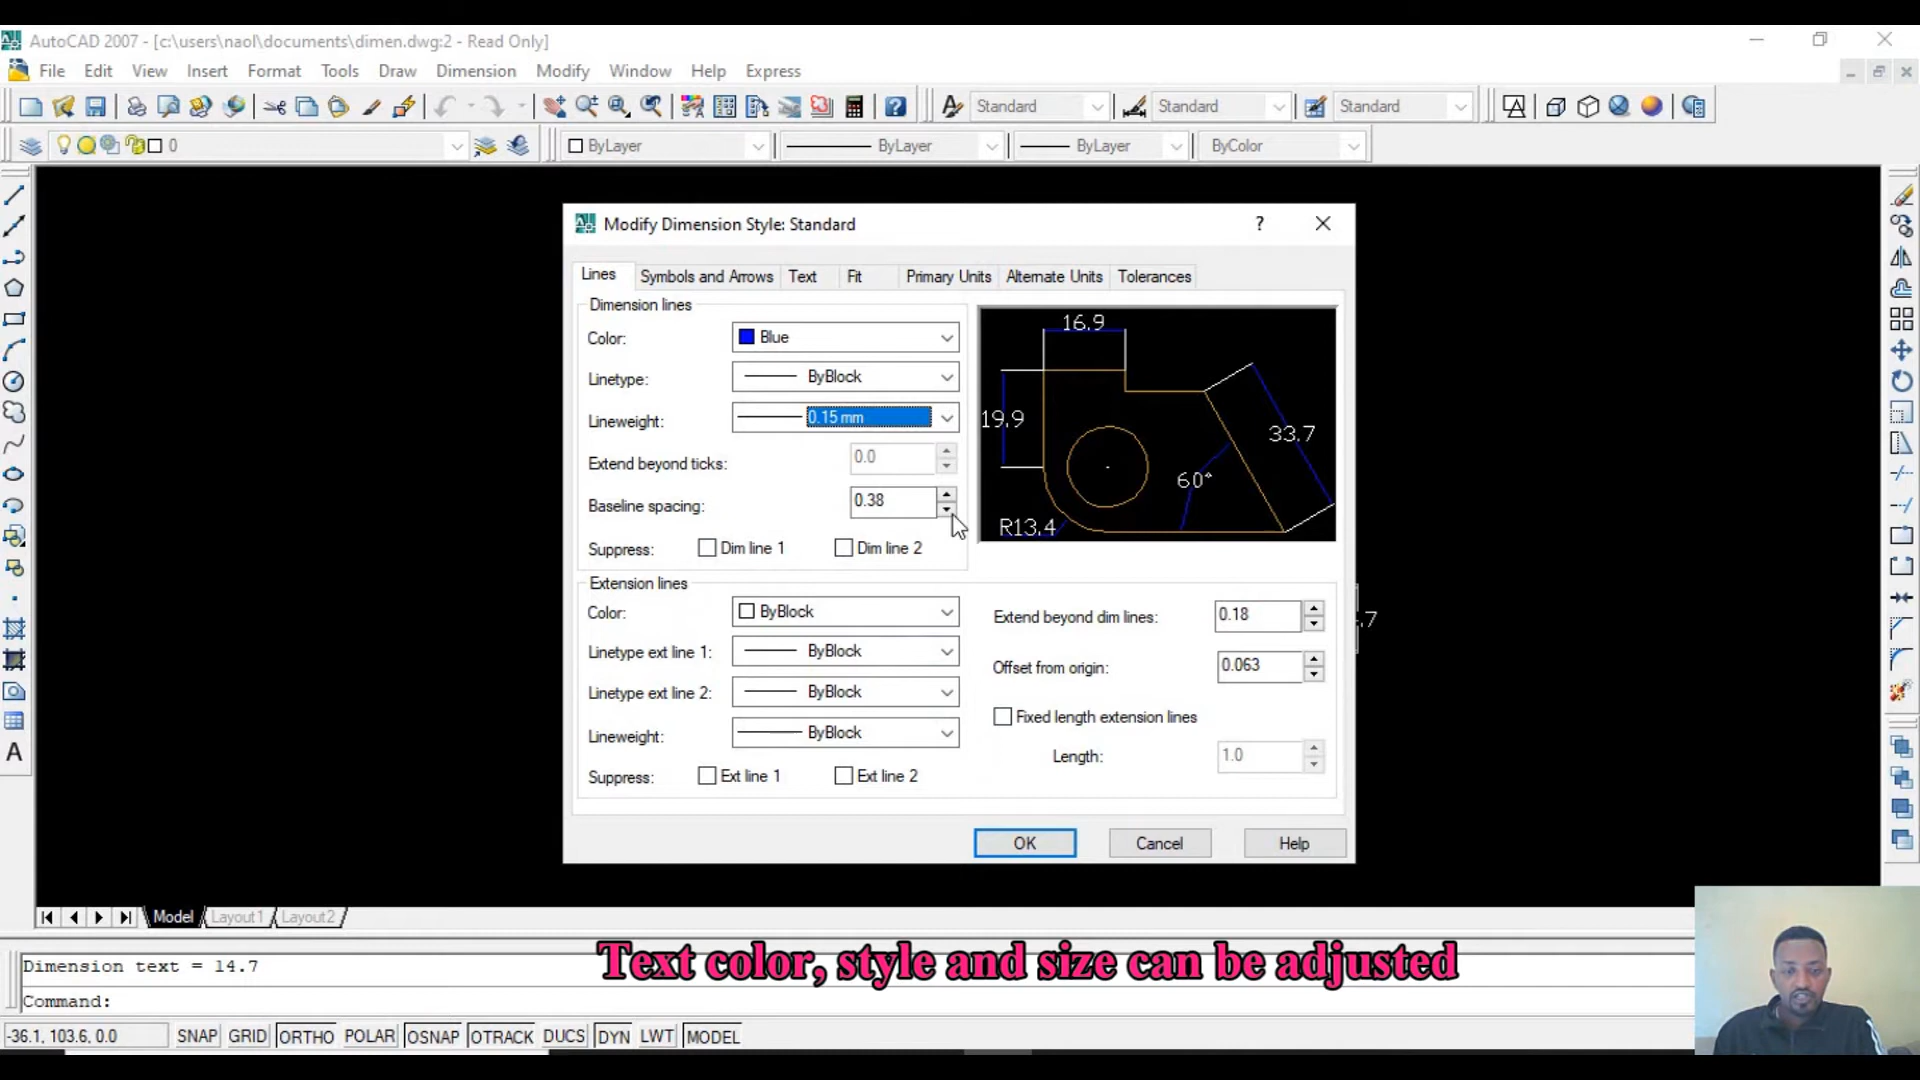 AutoCAD 2007 - [c:\users\naol\documents\dimen.dwg:2 - Read Only]
File Edit View Insert Format Tools Draw Dimension Modify Window Help Express
Standard Standard Standard
0 ByLayer ByLayer ByLayer ByColor
Modify Dimension Style: Standard ?
Lines Symbols and Arrows Text Fit Primary Units Alternate Units Tolerances
Dimension lines
Color: Blue
Linetype: ByBlock
Lineweight: 0.15 mm
Extend beyond ticks: 0.0
Baseline spacing: 0.38
Suppress: Dim line 1 Dim line 2
16.9
19.9
33.7
60°
R13.4
Extension lines
Color: ByBlock
Linetype ext line 1: ByBlock
Linetype ext line 2: ByBlock
Lineweight: ByBlock
Suppress: Ext line 1 Ext line 2
Extend beyond dim lines: 0.18
Offset from origin: 0.063
Fixed length extension lines
Length: 1.0
.7
OK Cancel Help
Model Layout1 Layout2
Dimension text = 14.7
Command:
Text color, style and size can be adjusted
-36.1, 103.6, 0.0 SNAP GRID ORTHO POLAR OSNAP OTRACK DUCS DYN LWT MODEL
A